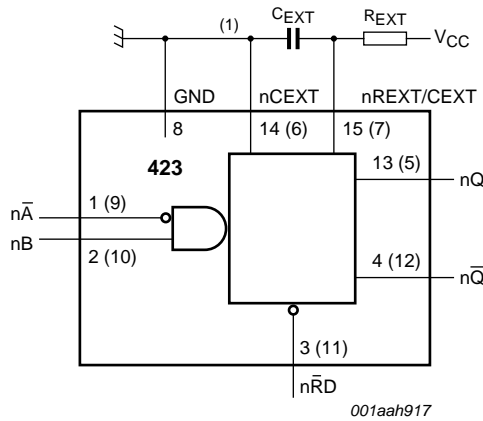 (1)
CEXT
REXT
VCC
GND
nCEXT
nREXT/CEXT
8
14 (6)
15 (7)
423
13 (5)
nQ
nA̅
1 (9)
nB
2 (10)
4 (12)
nQ̅
3 (11)
nR̅D
001aah917